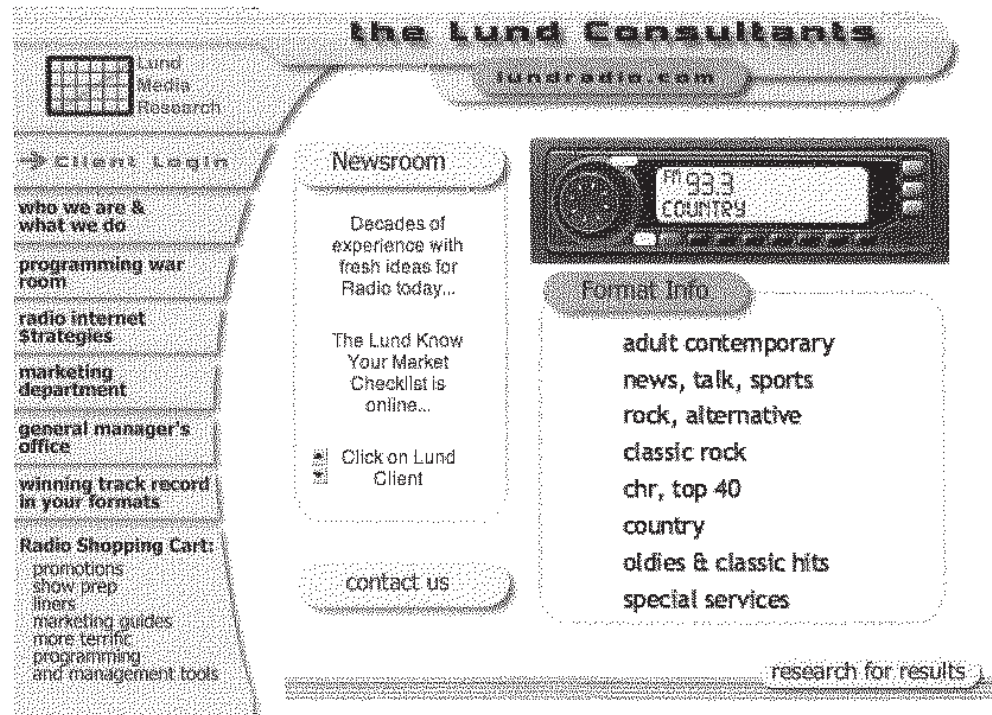 the Lund Consultants
lundradio.com
Lund
Media
Research
Client Login
who we are &
what we do
programming war
room
radio internet
Strategies
marketing
department
general manager's
office
winning track record
in your formats
Radio Shopping Cart:
promotions
show prep
liners
marketing guides
more terrific
programming
and management tools
Newsroom
Decades of
experience with
fresh ideas for
Radio today...
The Lund Know
Your Market
Checklist is
online...
Click on Lund
Client
contact us
FM 93.3
COUNTRY
Format Info
adult contemporary
news, talk, sports
rock, alternative
classic rock
chr, top 40
country
oldies & classic hits
special services
research for results